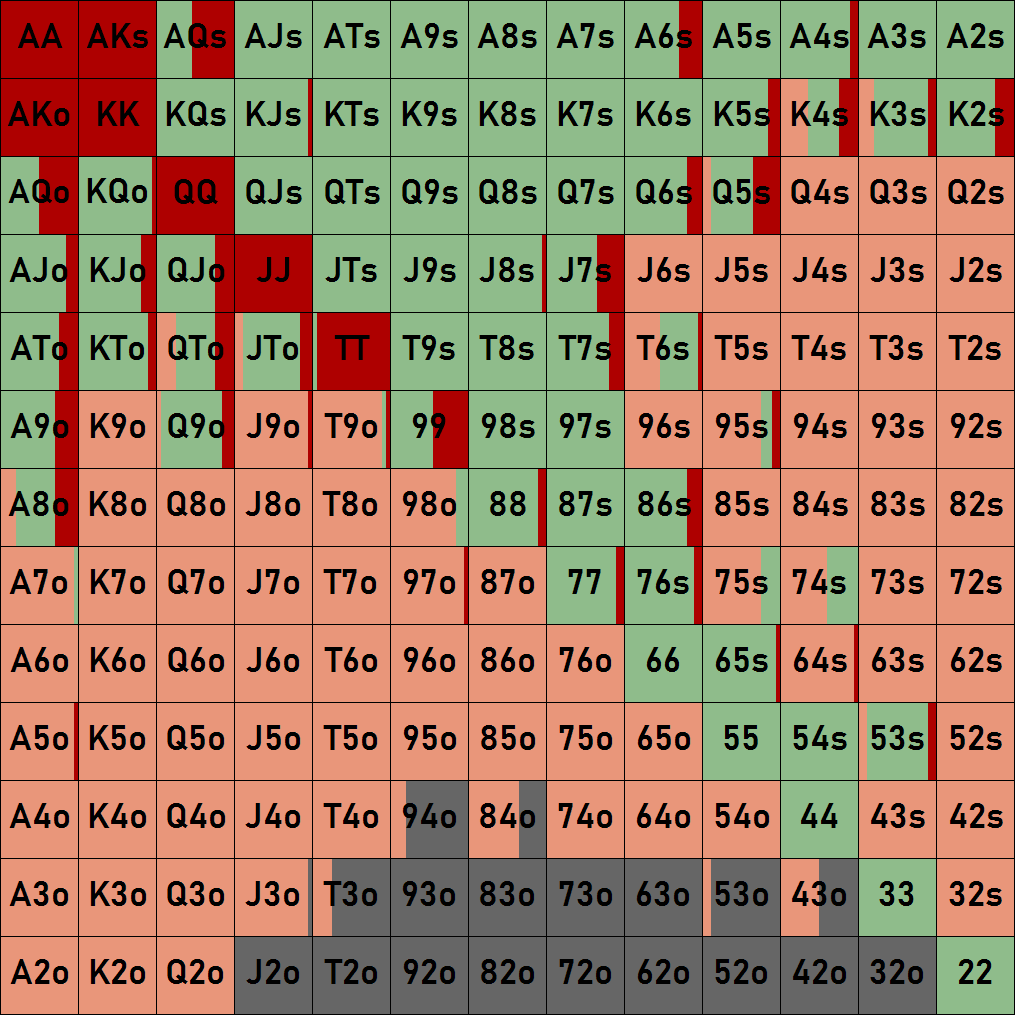 AA AKs AQs AJs ATs A9s A8s A7s A6s A5s A4s A3s A2s
AKo KK KQs KJs KTs K9s K8s K7s K6s K5s K4s K3s K2s
AQo KQo QQ QJs QTs Q9s Q8s Q7s Q6s Q5s Q4s Q3s Q2s
AJo KJo QJo JJ JTs J9s J8s J7s J6s J5s J4s J3s J2s
ATo KTo QTo JTo TT T9s T8s T7s T6s T5s T4s T3s T2s
A9o K9o Q9o J9o T9o 99 98s 97s 96s 95s 94s 93s 92s
A8o K8o Q8o J8o T8o 98o 88 87s 86s 85s 84s 83s 82s
A7o K7o Q7o J7o T7o 97o 87o 77 76s 75s 74s 73s 72s
A6o K6o Q6o J6o T6o 96o 86o 76o 66 65s 64s 63s 62s
A5o K5o Q5o J5o T5o 95o 85o 75o 65o 55 54s 53s 52s
A4o K4o Q4o J4o T4o 94o 84o 74o 64o 54o 44 43s 42s
A3o K3o Q3o J3o T3o 93o 83o 73o 63o 53o 43o 33 32s
A2o K2o Q2o J2o T2o 92o 82o 72o 62o 52o 42o 32o 22